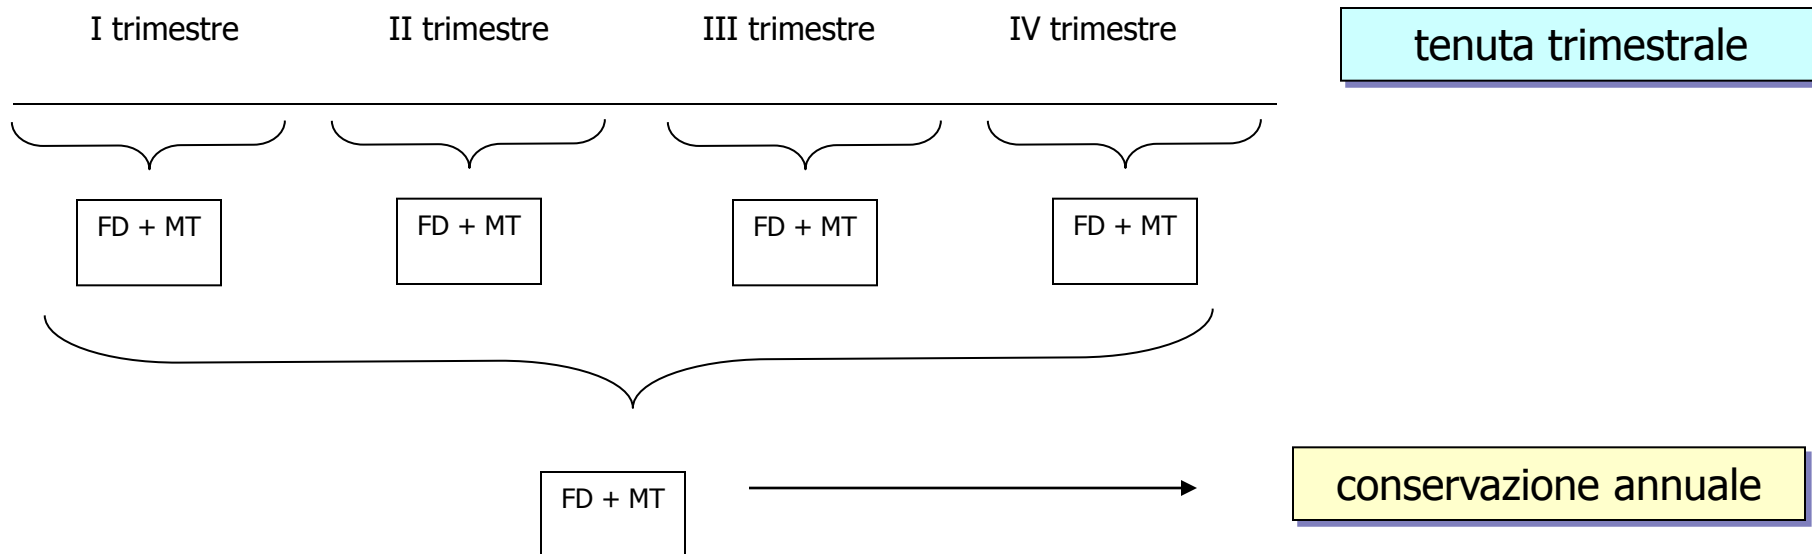 I trimestre
II trimestre
III trimestre
IV trimestre
tenuta trimestrale
FD + MT
FD + MT
FD + MT
FD + MT
FD + MT
conservazione annuale